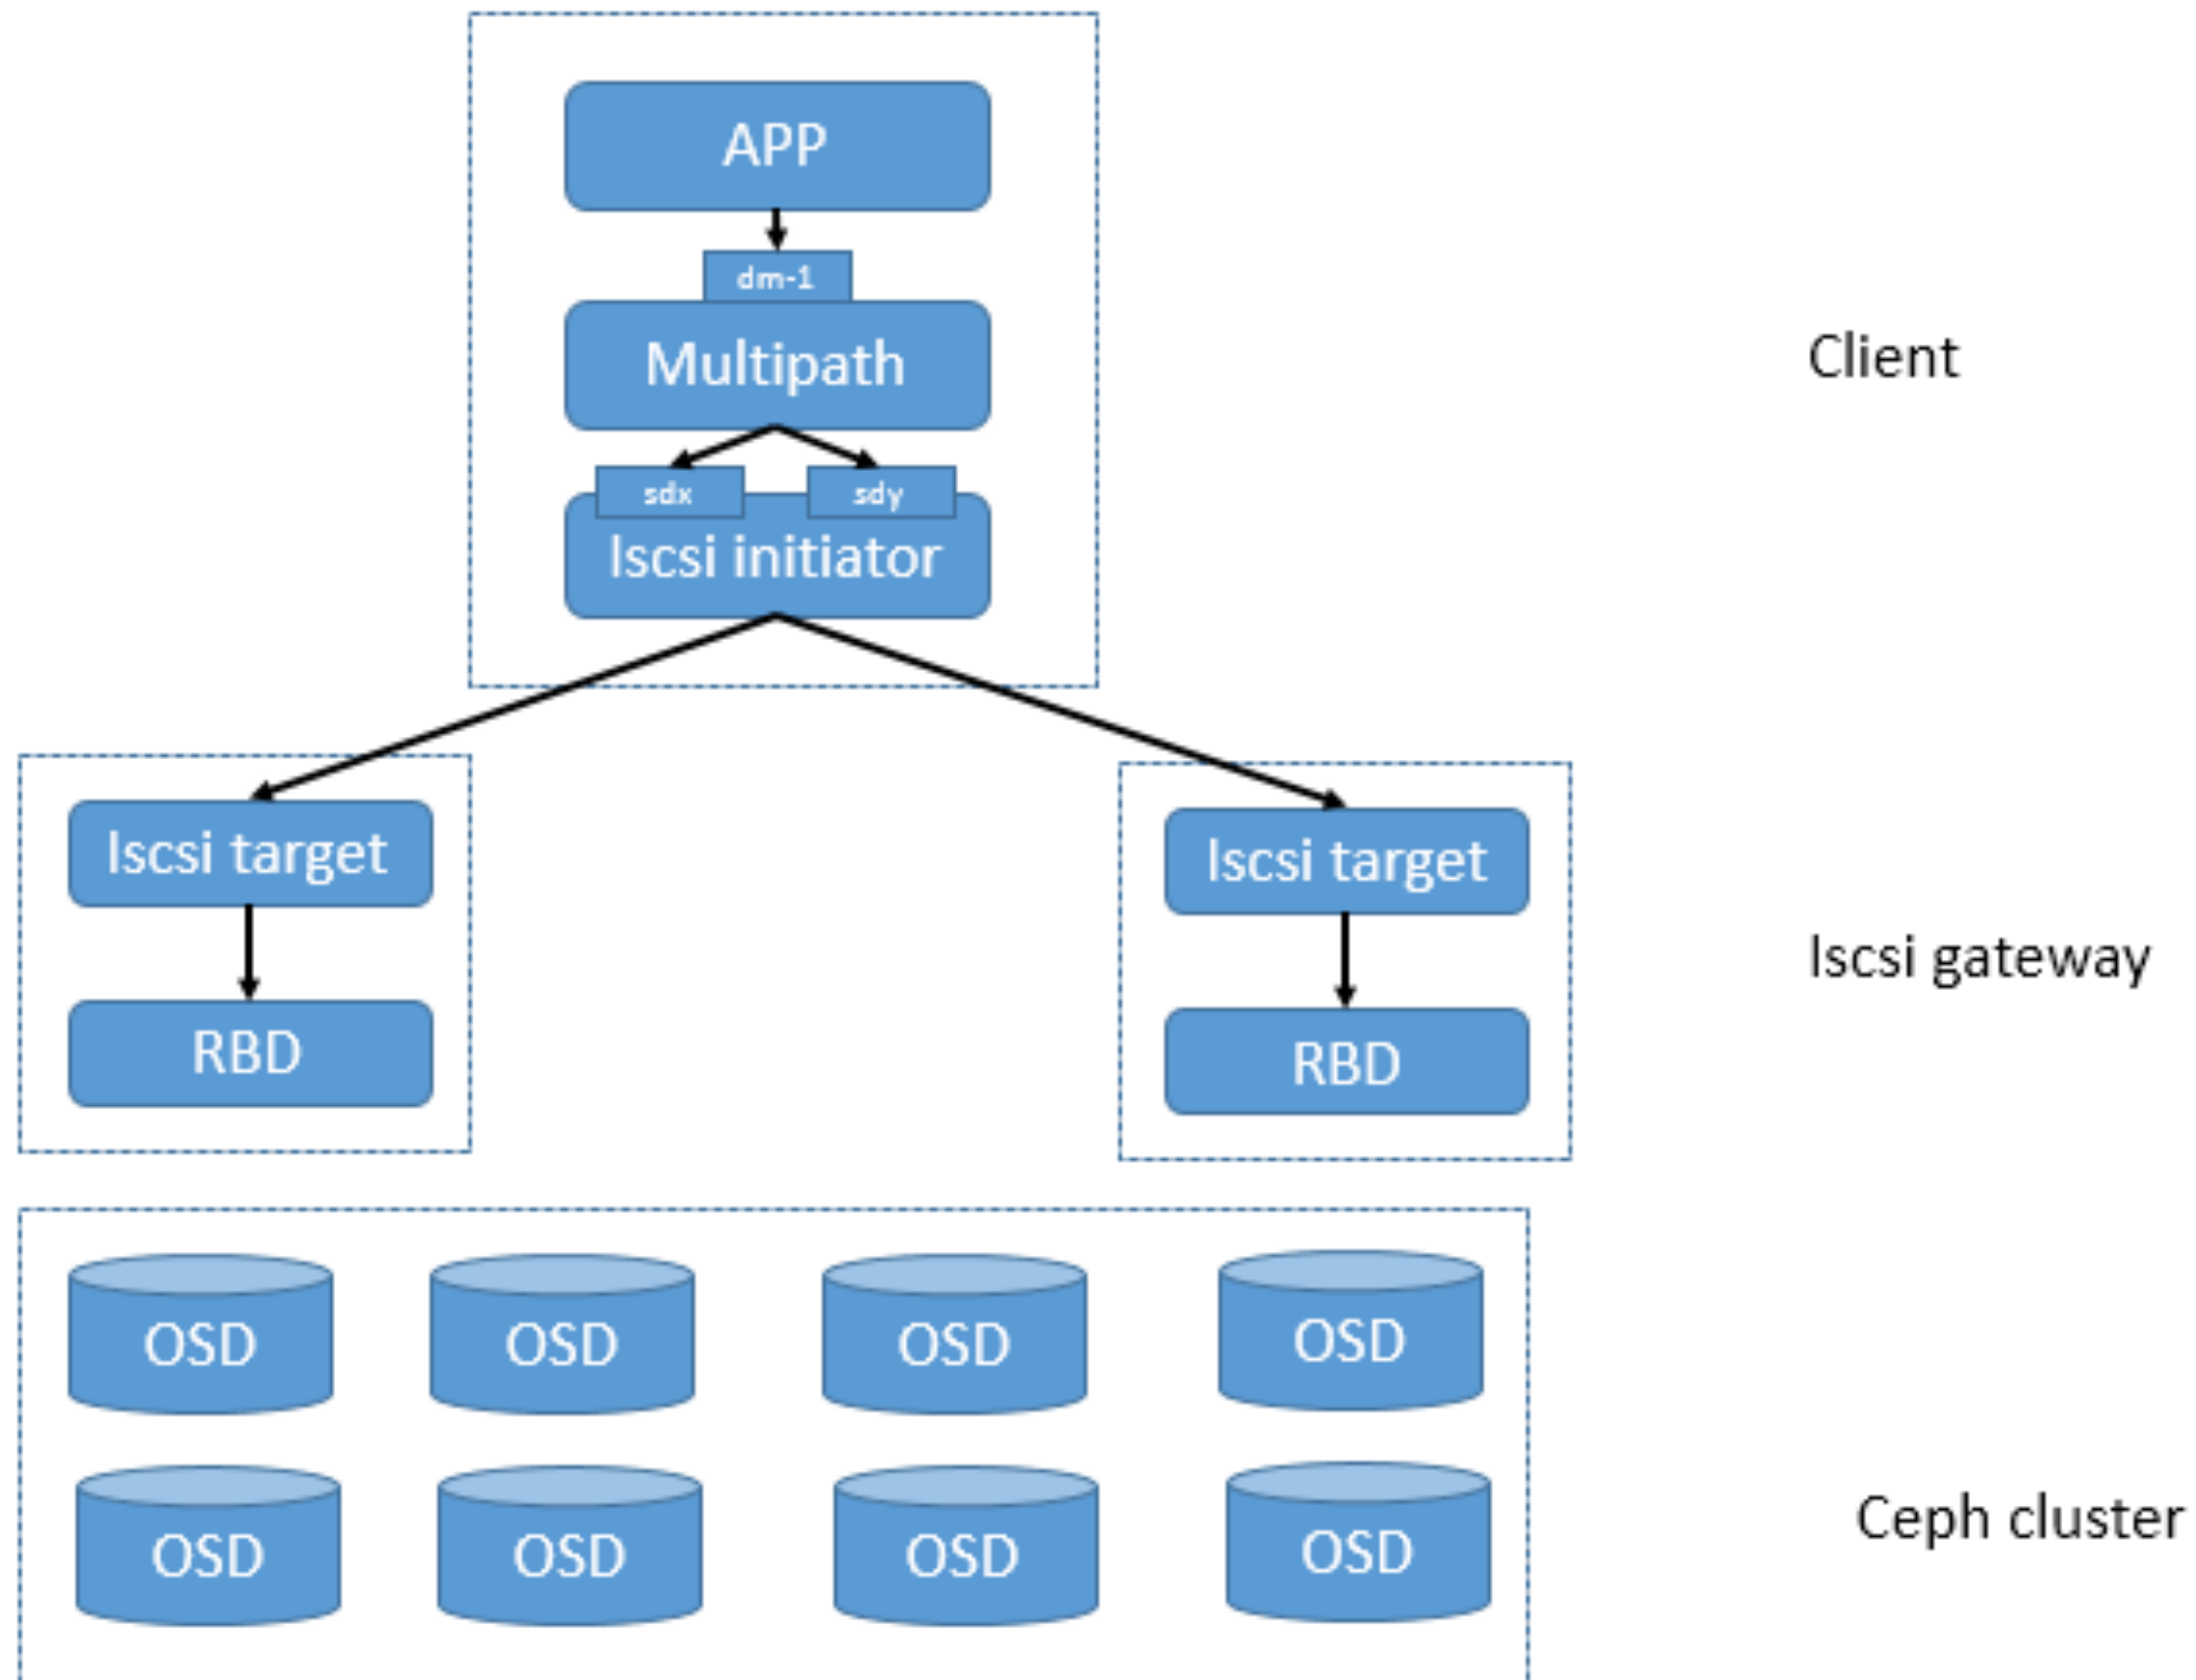 APP
dm-1
Multipath
Client
sdx sdy
Iscsi initiator
Iscsi target Iscsi target
Iscsi gateway
RBD RBD
OSD OSD OSD OSD
Ceph cluster
OSD OSD OSD OSD